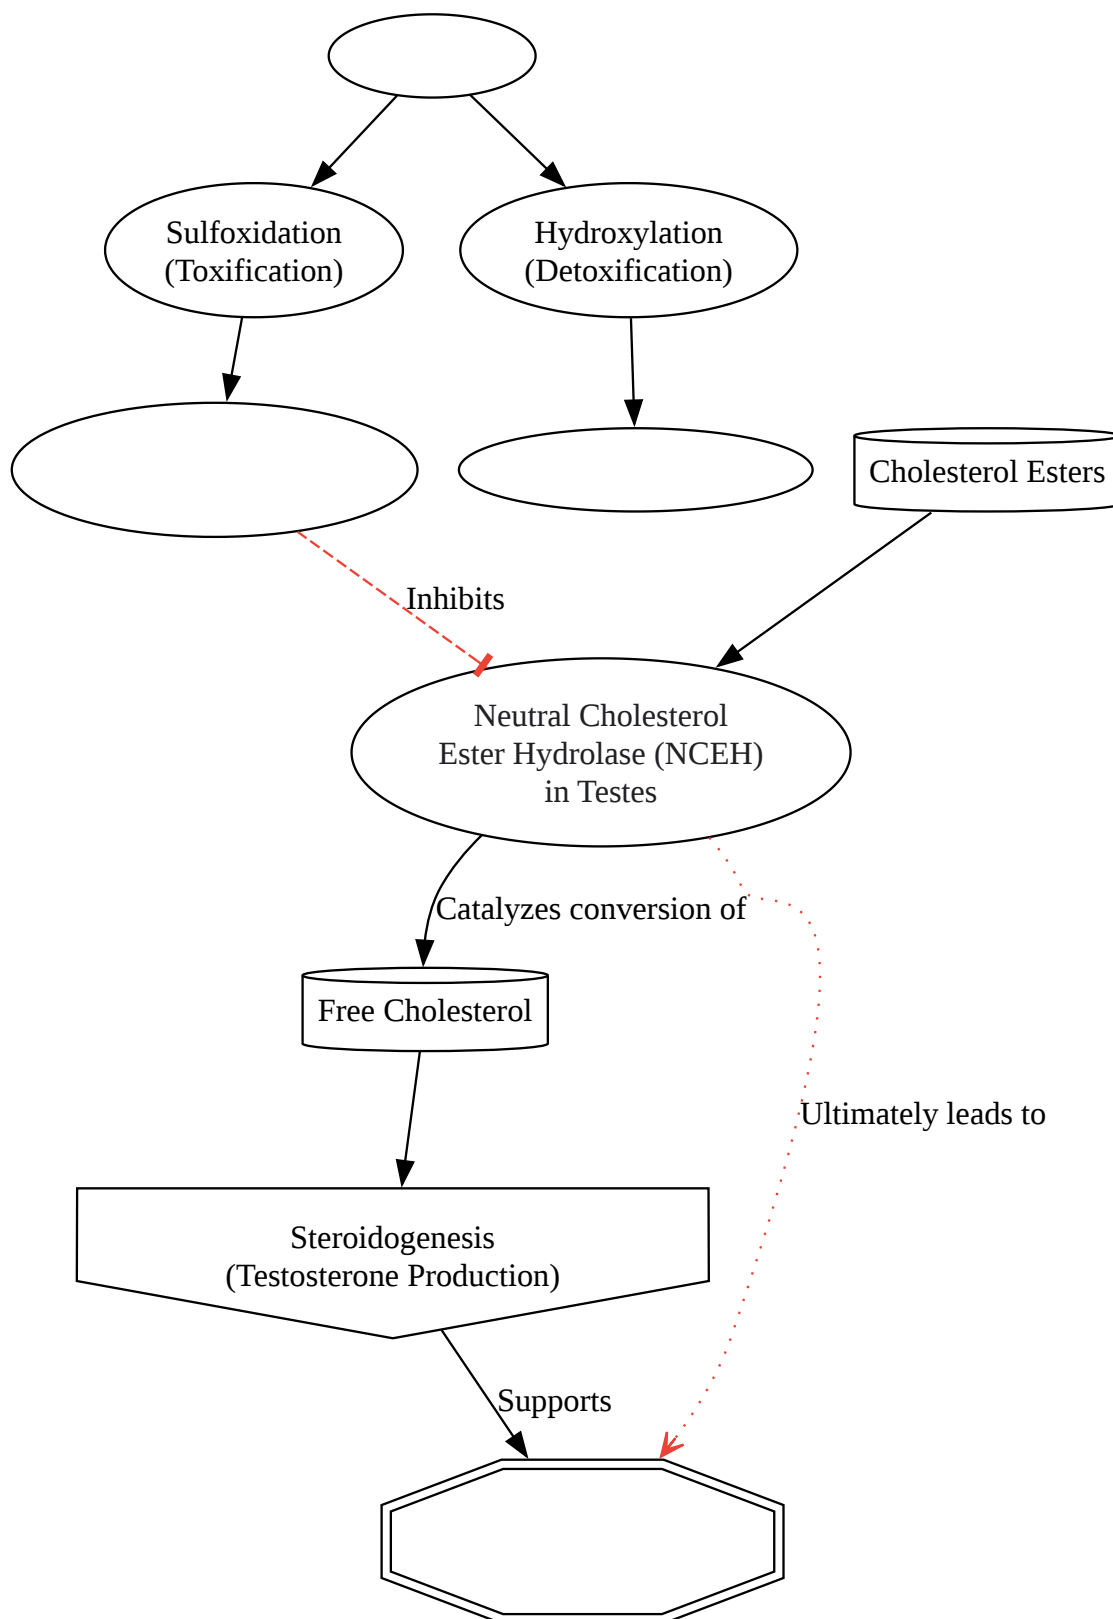 Sulfoxidation
(Toxification)
Hydroxylation
(Detoxification)
Cholesterol Esters
Inhibits
Neutral Cholesterol
Ester Hydrolase (NCEH)
in Testes
Catalyzes conversion of
Free Cholesterol
Ultimately leads to
Steroidogenesis
(Testosterone Production)
Supports